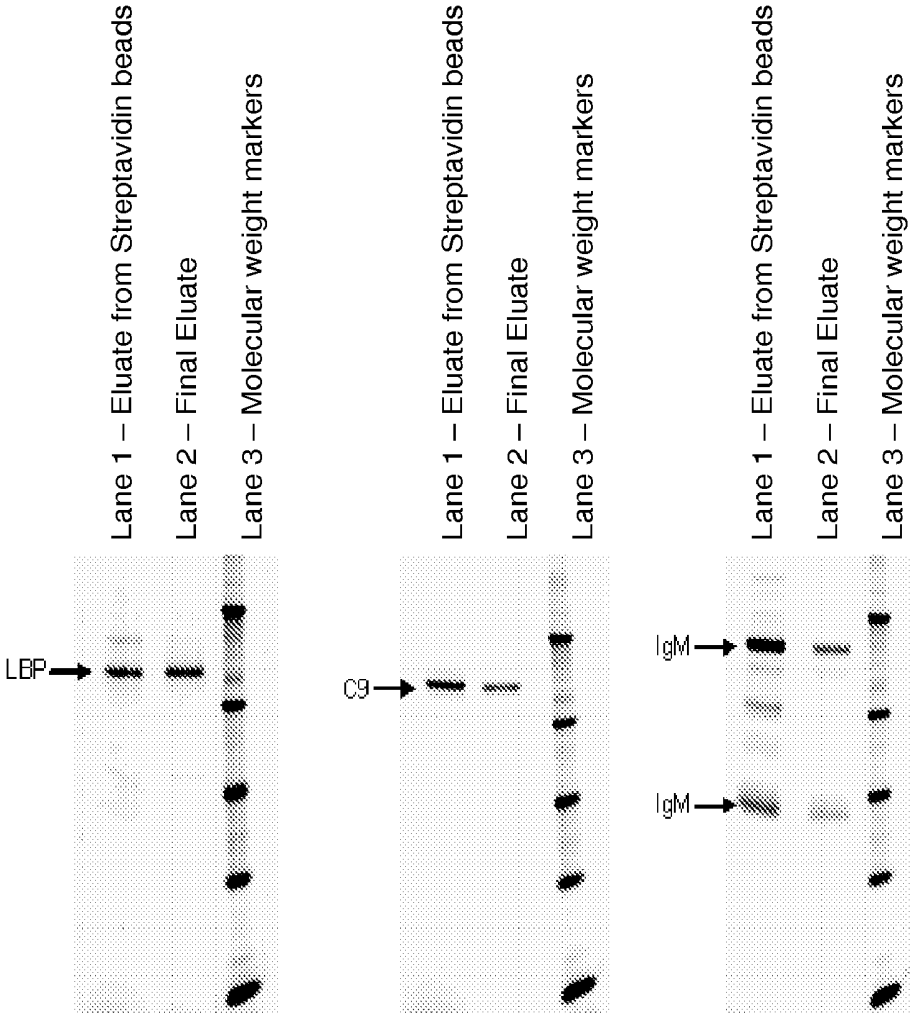 Lane 1 – Eluate from Streptavidin beads
Lane 2 – Final Eluate
Lane 3 – Molecular weight markers
LBP
Lane 1 – Eluate from Streptavidin beads
Lane 2 – Final Eluate
Lane 3 – Molecular weight markers
C9
Lane 1 – Eluate from Streptavidin beads
Lane 2 – Final Eluate
Lane 3 – Molecular weight markers
IgM
IgM